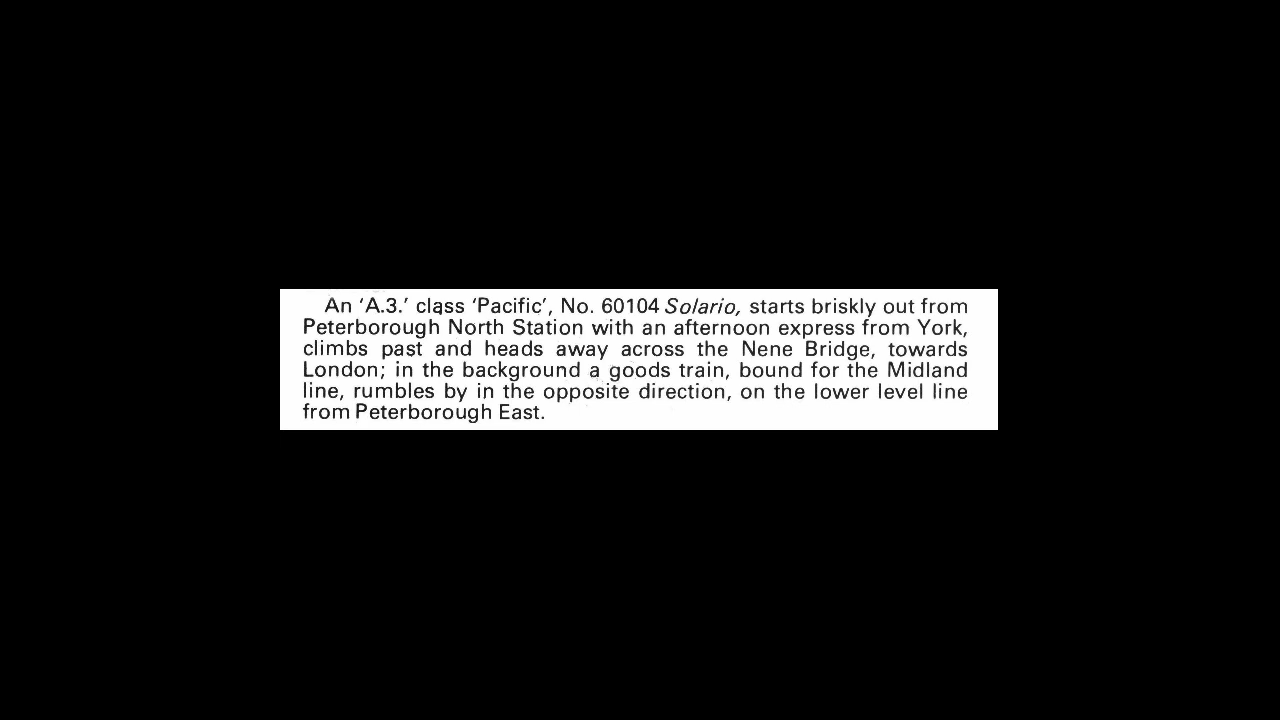 An 'A.3.' class 'Pacific', No. 60104 Solario, starts briskly out from
Peterborough North Station with an afternoon express from York,
climbs past and heads away across the Nene Bridge, towards
London; in the background a goods train, bound for the Midland
line, rumbles by in the opposite direction, on the lower level line
from Peterborough East.